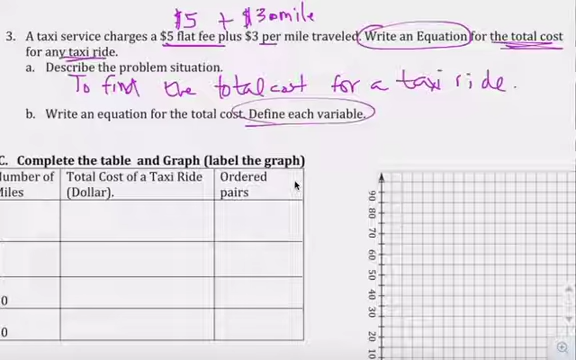 $5 + $3 a mile
3. A taxi service charges a $5 flat fee plus $3 per mile traveled. Write an Equation for the total cost
for any taxi ride.
a. Describe the problem situation.
To find the total cost for a taxi ride.
b. Write an equation for the total cost. Define each variable.
C. Complete the table and Graph (label the graph)
Number of Miles
Total Cost of a Taxi Ride (Dollar).
Ordered pairs
90
80
70
60
50
40
30
20
10
0
0